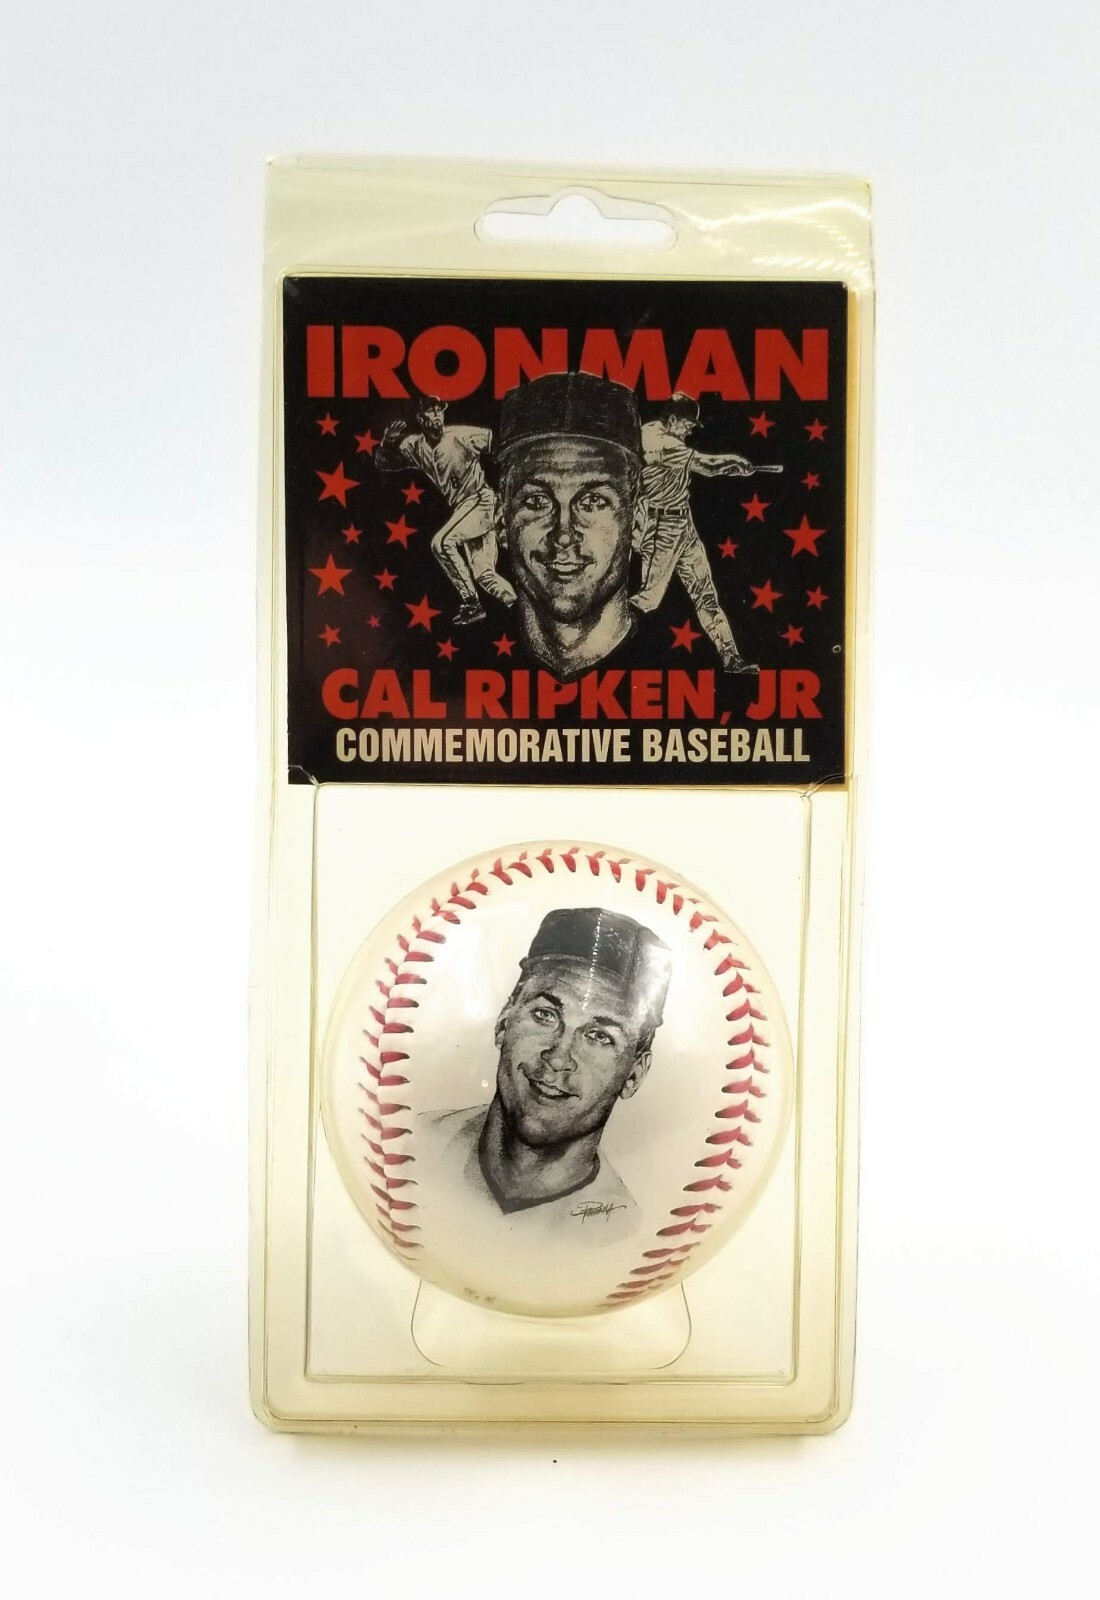 IRONMAN
CAL RIPKEN, JR
COMMEMORATIVE BASEBALL